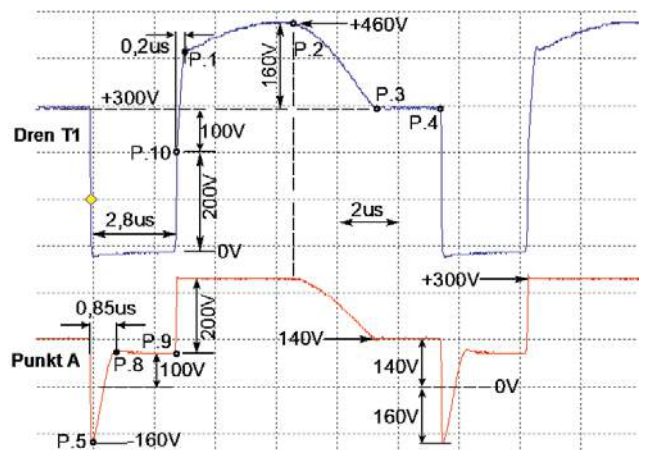 +460V
0,2us
P.1
P.2
160V
+300V
P.3
P.4
Dren T1
100V
P.10
200V
2,8us
2us
0V
+300V
0,85us
200V
P.9
140V
140V
P.8
Punkt A
100V
0V
160V
P.5
-160V